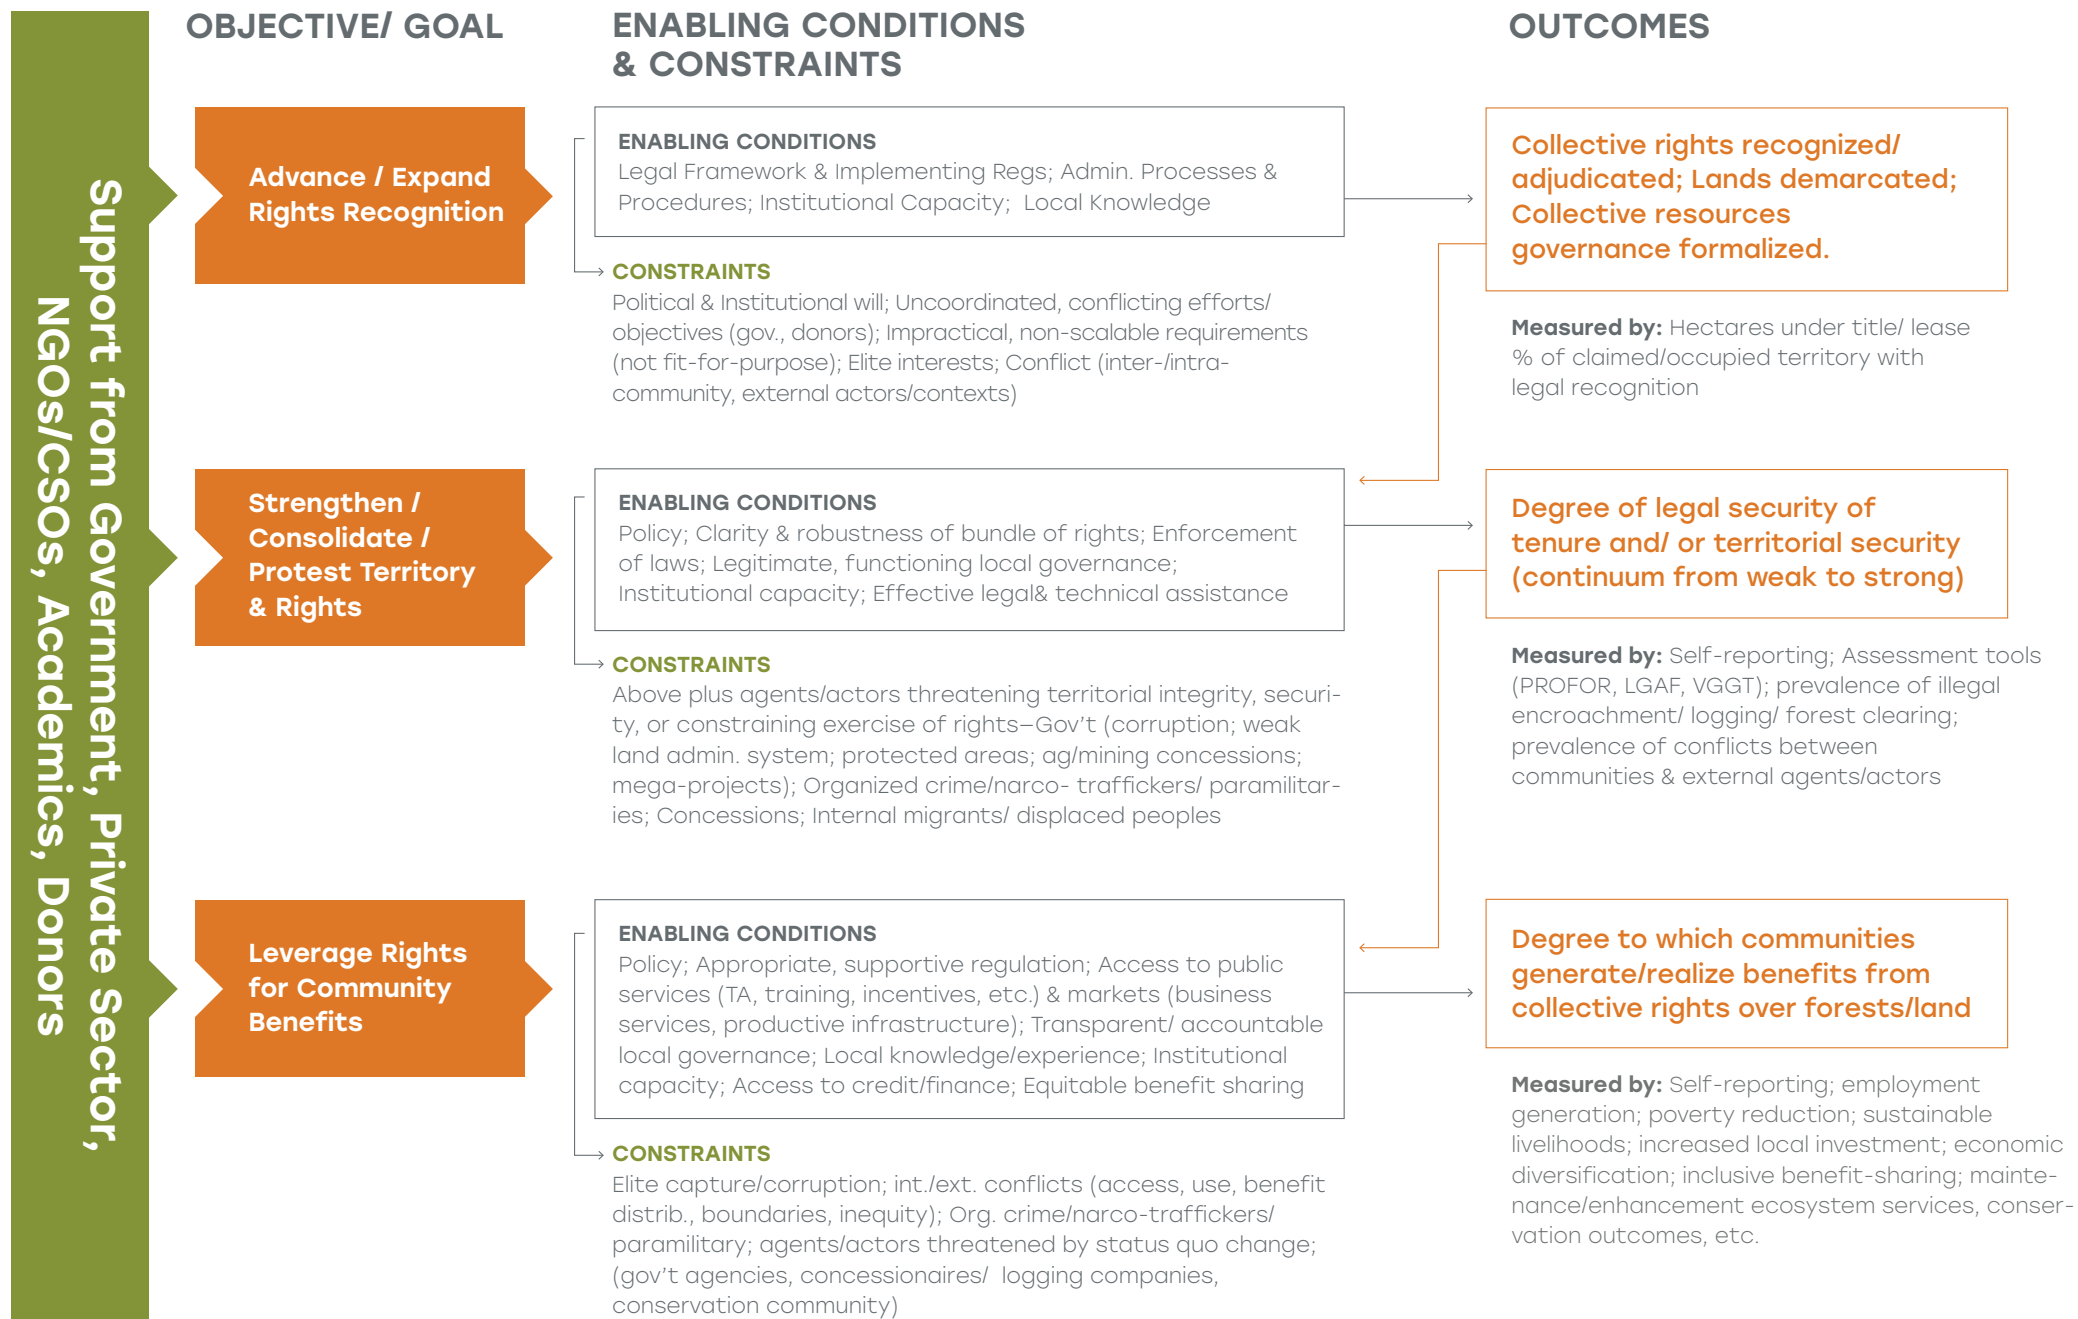 OBJECTIVE/ GOAL
ENABLING CONDITIONS
& CONSTRAINTS
OUTCOMES
Support from Government, Private Sector,
NGOs/CSOs, Academics, Donors
Advance / Expand
Rights Recognition
ENABLING CONDITIONS
Legal Framework & Implementing Regs; Admin. Processes &
Procedures; Institutional Capacity;  Local Knowledge
CONSTRAINTS
Political & Institutional will; Uncoordinated, conflicting efforts/
objectives (gov., donors); Impractical, non-scalable requirements
(not fit-for-purpose); Elite interests; Conflict (inter-/intra-
community, external actors/contexts)
Collective rights recognized/
adjudicated; Lands demarcated;
Collective resources
governance formalized.
Measured by: Hectares under title/ lease
% of claimed/occupied territory with
legal recognition
Strengthen /
Consolidate /
Protest Territory
& Rights
ENABLING CONDITIONS
Policy; Clarity & robustness of bundle of rights; Enforcement
of laws; Legitimate, functioning local governance;
Institutional capacity; Effective legal& technical assistance
CONSTRAINTS
Above plus agents/actors threatening territorial integrity, securi-
ty, or constraining exercise of rights—Gov't (corruption; weak
land admin. system; protected areas; ag/mining concessions;
mega-projects); Organized crime/narco- traffickers/ paramilitar-
ies; Concessions; Internal migrants/ displaced peoples
Degree of legal security of
tenure and/ or territorial security
(continuum from weak to strong)
Measured by: Self-reporting; Assessment tools
(PROFOR, LGAF, VGGT); prevalence of illegal
encroachment/ logging/ forest clearing;
prevalence of conflicts between
communities & external agents/actors
Leverage Rights
for Community
Benefits
ENABLING CONDITIONS
Policy; Appropriate, supportive regulation; Access to public
services (TA, training, incentives, etc.) & markets (business
services, productive infrastructure); Transparent/ accountable
local governance; Local knowledge/experience; Institutional
capacity; Access to credit/finance; Equitable benefit sharing
CONSTRAINTS
Elite capture/corruption; int./ext. conflicts (access, use, benefit
distrib., boundaries, inequity); Org. crime/narco-traffickers/
paramilitary; agents/actors threatened by status quo change;
(gov't agencies, concessionaires/  logging companies,
conservation community)
Degree to which communities
generate/realize benefits from
collective rights over forests/land
Measured by: Self-reporting; employment
generation; poverty reduction; sustainable
livelihoods; increased local investment; economic
diversification; inclusive benefit-sharing; mainte-
nance/enhancement ecosystem services, conser-
vation outcomes, etc.